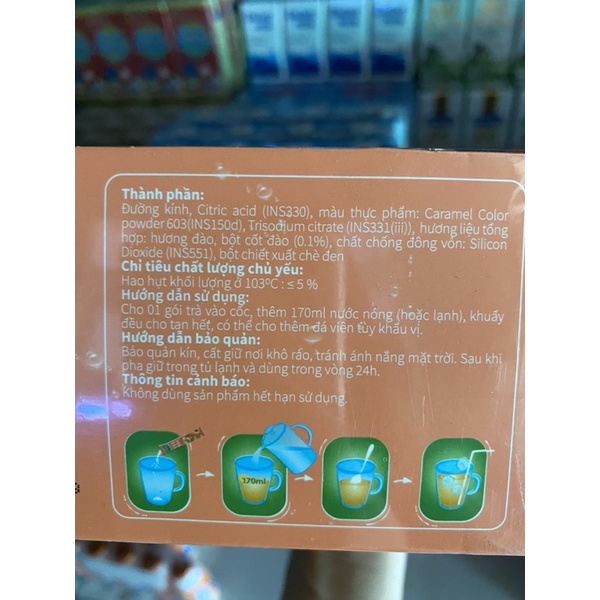 Thành phần:
Đường kính, Citric acid (INS330), màu thực phẩm: Caramel Color
powder 603(INS150d), Trisodium citrate (INS331(iii)), hương liệu tổng
hợp: hương đào, bột cốt đào (0.1%), chất chống đông vón: Silicon
Dioxide (INS551), bột chiết xuất chè đen
Chỉ tiêu chất lượng chủ yếu:
Hao hụt khối lượng ở 103ºC : ≤ 5 %
Hướng dẫn sử dụng:
Cho 01 gói trà vào cốc, thêm 170ml nước nóng (hoặc lạnh), khuấy
đều cho tan hết, có thể cho thêm đá viên tùy khẩu vị.
Hướng dẫn bảo quản:
Bảo quản kín, cất giữ nơi khô ráo, tránh ánh nắng mặt trời. Sau khi
pha giữ trong tủ lạnh và dùng trong vòng 24h.
Thông tin cảnh báo:
Không dùng sản phẩm hết hạn sử dụng.
170ml